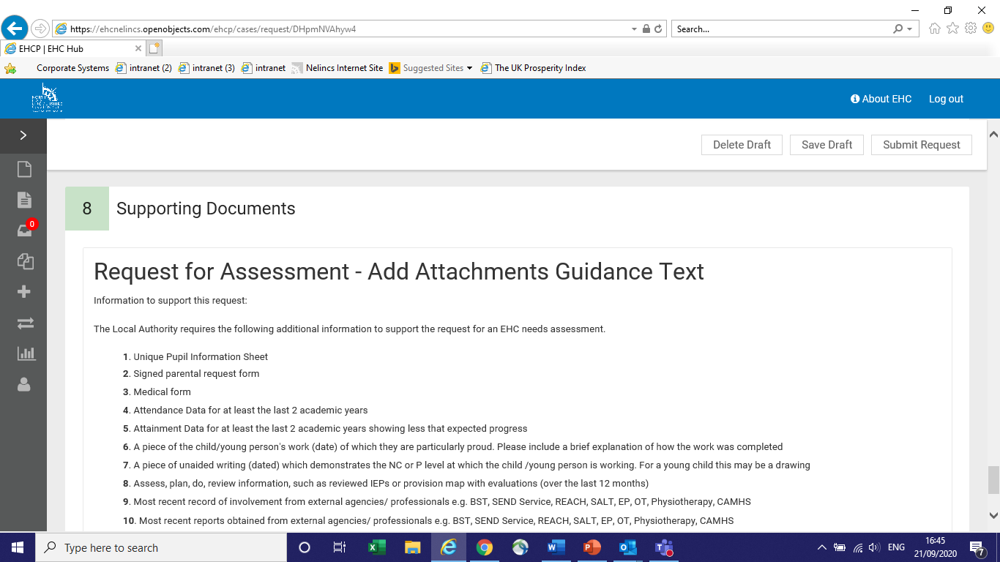 https://ehcnelincs.openobjects.com/ehcp/cases/request/DHpmNVAhyw4
Search...
EHCP | EHC Hub
Corporate Systems intranet (2) intranet (3) intranet Nelincs Internet Site Suggested Sites The UK Prosperity Index
About EHC Log out
Delete Draft Save Draft Submit Request
0
8 Supporting Documents
Request for Assessment - Add Attachments Guidance Text
Information to support this request:
The Local Authority requires the following additional information to support the request for an EHC needs assessment.
1. Unique Pupil Information Sheet
2. Signed parental request form
3. Medical form
4. Attendance Data for at least the last 2 academic years
5. Attainment Data for at least the last 2 academic years showing less that expected progress
6. A piece of the child/young person's work (date) of which they are particularly proud. Please include a brief explanation of how the work was completed
7. A piece of unaided writing (dated) which demonstrates the NC or P level at which the child /young person is working. For a young child this may be a drawing
8. Assess, plan, do, review information, such as reviewed IEPs or provision map with evaluations (over the last 12 months)
9. Most recent record of involvement from external agencies/ professionals e.g. BST, SEND Service, REACH, SALT, EP, OT, Physiotherapy, CAMHS
10. Most recent reports obtained from external agencies/ professionals e.g. BST, SEND Service, REACH, SALT, EP, OT, Physiotherapy, CAMHS
Type here to search
ENG
16:45
21/09/2020
7